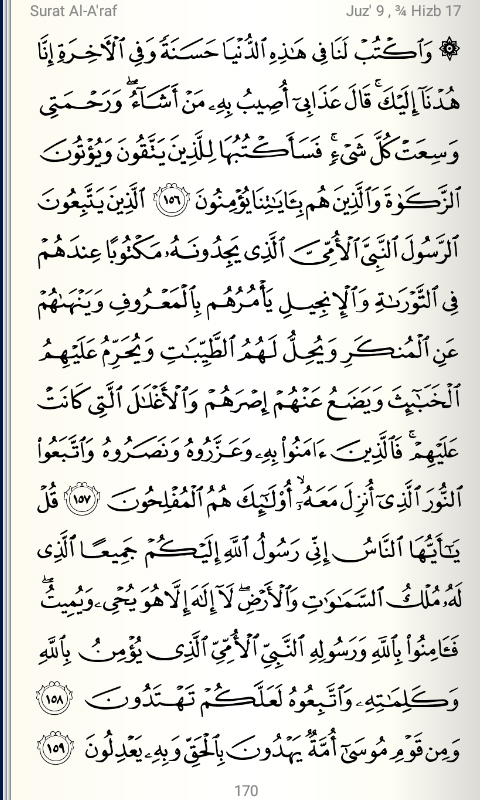 Surat Al-A'raf Juz' 9 , ¾ Hizb 17
۞ وَٱكۡتُبۡ لَنَا فِي هَٰذِهِ ٱلدُّنۡيَا حَسَنَةٗ وَفِي ٱلۡأٓخِرَةِ إِنَّا
هُدۡنَآ إِلَيۡكَۚ قَالَ عَذَابِيٓ أُصِيبُ بِهِۦ مَنۡ أَشَآءُۖ وَرَحۡمَتِي
وَسِعَتۡ كُلَّ شَيۡءٖۚ فَسَأَكۡتُبُهَا لِلَّذِينَ يَتَّقُونَ وَيُؤۡتُونَ
ٱلزَّكَوٰةَ وَٱلَّذِينَ هُم بِـَٔايَٰتِنَا يُؤۡمِنُونَ ١٥٦ ٱلَّذِينَ يَتَّبِعُونَ
ٱلرَّسُولَ ٱلنَّبِيَّ ٱلۡأُمِّيَّ ٱلَّذِي يَجِدُونَهُۥ مَكۡتُوبًا عِندَهُمۡ
فِي ٱلتَّوۡرَىٰةِ وَٱلۡإِنجِيلِ يَأۡمُرُهُم بِٱلۡمَعۡرُوفِ وَيَنۡهَىٰهُمۡ
عَنِ ٱلۡمُنكَرِ وَيُحِلُّ لَهُمُ ٱلطَّيِّبَٰتِ وَيُحَرِّمُ عَلَيۡهِمُ
ٱلۡخَبَٰٓئِثَ وَيَضَعُ عَنۡهُمۡ إِصۡرَهُمۡ وَٱلۡأَغۡلَٰلَ ٱلَّتِي كَانَتۡ
عَلَيۡهِمۡۚ فَٱلَّذِينَ ءَامَنُواْ بِهِۦ وَعَزَّرُوهُ وَنَصَرُوهُ وَٱتَّبَعُواْ
ٱلنُّورَ ٱلَّذِيٓ أُنزِلَ مَعَهُۥٓۙ أُوْلَٰٓئِكَ هُمُ ٱلۡمُفۡلِحُونَ ١٥٧ قُلۡ
يَٰٓأَيُّهَا ٱلنَّاسُ إِنِّي رَسُولُ ٱللَّهِ إِلَيۡكُمۡ جَمِيعًا ٱلَّذِي
لَهُۥ مُلۡكُ ٱلسَّمَٰوَٰتِ وَٱلۡأَرۡضِۖ لَآ إِلَٰهَ إِلَّا هُوَ يُحۡيِۦ وَيُمِيتُۖ
فَـَٔامِنُواْ بِٱللَّهِ وَرَسُولِهِ ٱلنَّبِيِّ ٱلۡأُمِّيِّ ٱلَّذِي يُؤۡمِنُ بِٱللَّهِ
وَكَلِمَٰتِهِۦ وَٱتَّبِعُوهُ لَعَلَّكُمۡ تَهۡتَدُونَ ١٥٨
وَمِن قَوۡمِ مُوسَىٰٓ أُمَّةٞ يَهۡدُونَ بِٱلۡحَقِّ وَبِهِۦ يَعۡدِلُونَ ١٥٩
170